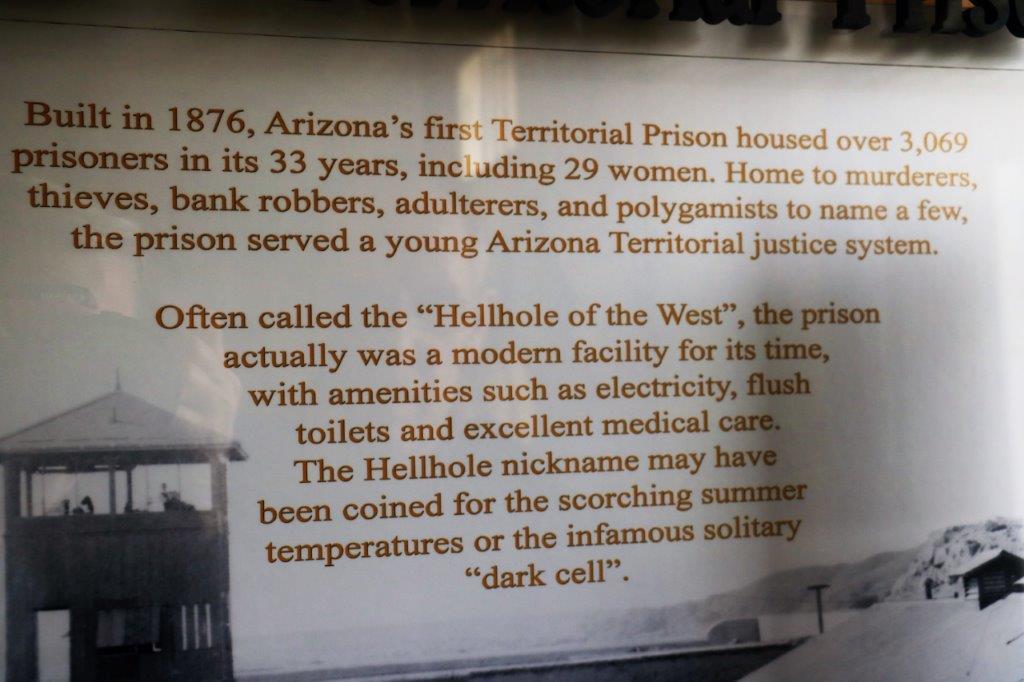 Territorial Pris
Built in 1876, Arizona's first Territorial Prison housed over 3,069
prisoners in its 33 years, including 29 women. Home to murderers,
thieves, bank robbers, adulterers, and polygamists to name a few,
the prison served a young Arizona Territorial justice system.
Often called the “Hellhole of the West”, the prison
actually was a modern facility for its time,
with amenities such as electricity, flush
toilets and excellent medical care.
The Hellhole nickname may have
been coined for the scorching summer
temperatures or the infamous solitary
“dark cell”.